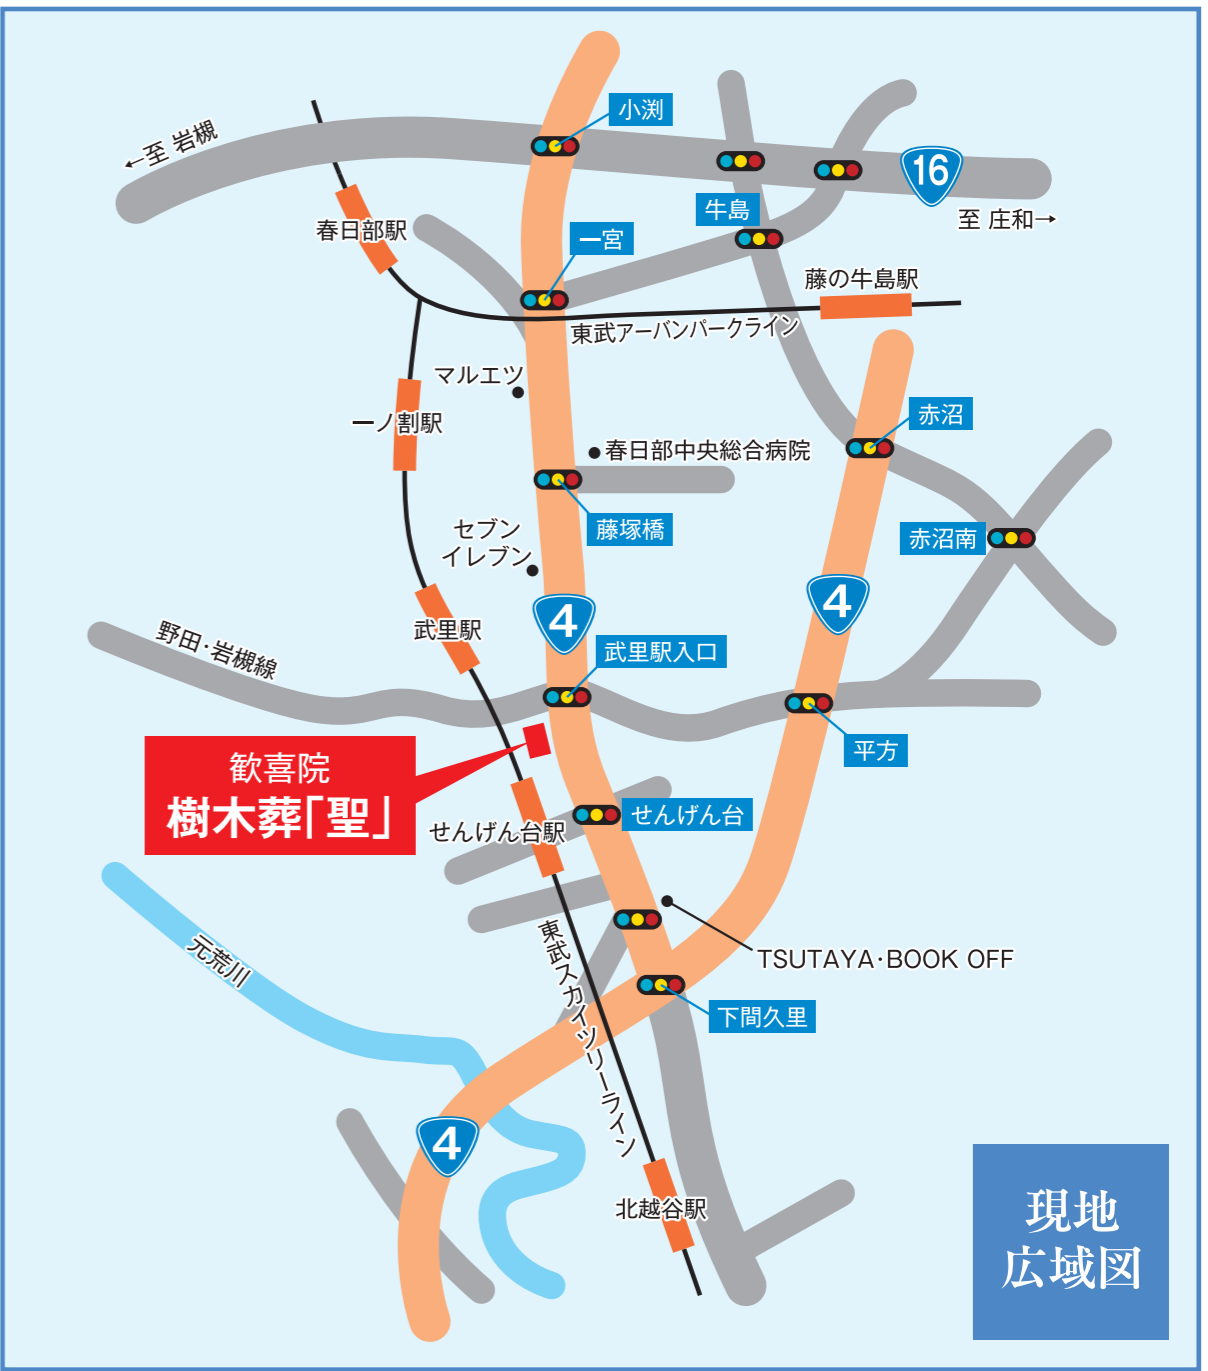 小渕
←至 岩槻
16
牛島
至 庄和→
春日部駅
一宮
藤の牛島駅
東武アーバンパークライン
マルエツ
赤沼
一ノ割駅
春日部中央総合病院
藤塚橋
セブン
イレブン
赤沼南
4
4
武里駅
野田・岩槻線
武里駅入口
平方
歓喜院
樹木葬「聖」
せんげん台
せんげん台駅
東武スカイツリーライン
元荒川
TSUTAYA・BOOK OFF
下間久里
4
北越谷駅
現地
広域図